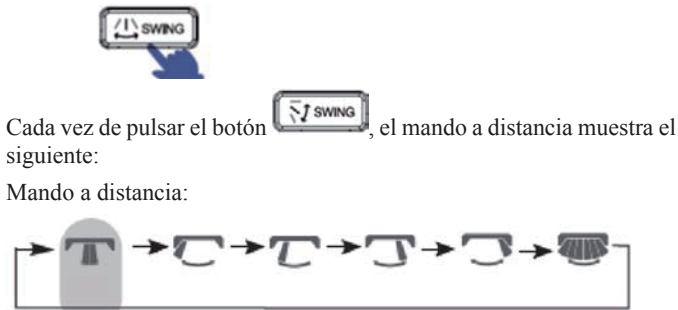 SWING
Cada vez de pulsar el botón SWING, el mando a distancia muestra el
siguiente:
Mando a distancia: